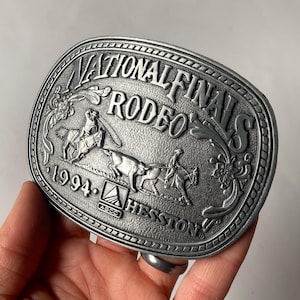 NATIONAL FINALS
RODEO
1994
HESSTON